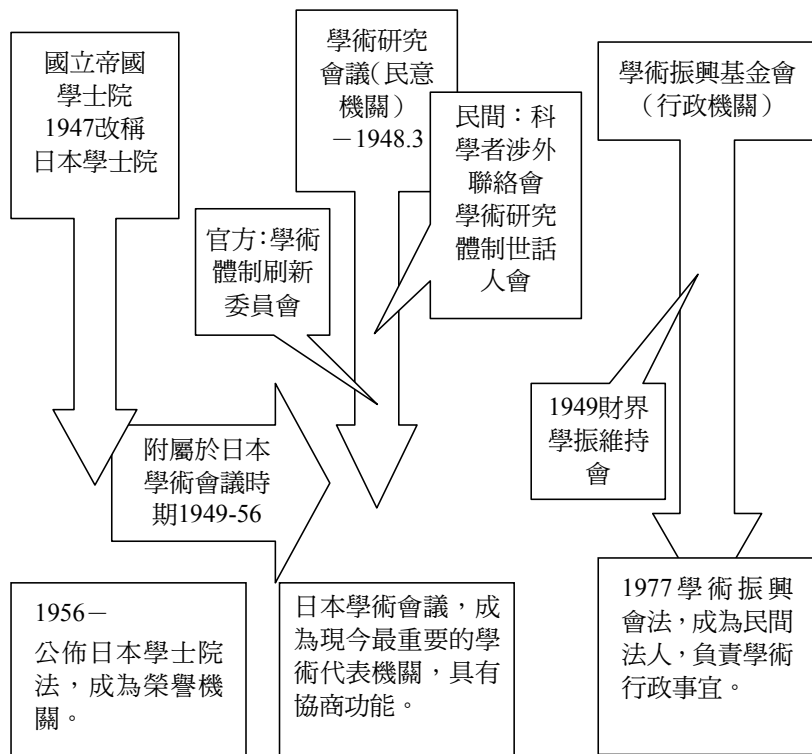 國立帝國
學士院
1947改稱
日本學士院
學術研究
會議（民意
機關）
－1948.3
民間：科
學者涉外
聯絡會
學術研究
體制世話
人會
學術振興基金會
（行政機關）
官方：學術
體制刷新
委員會
1949財界
學振維持
會
附屬於日本
學術會議時
期1949-56
1956－
公佈日本學士院
法，成為榮譽機
關。
日本學術會議，成
為現今最重要的學
術代表機關，具有
協商功能。
1977學術振興
會法，成為民間
法人，負責學術
行政事宜。